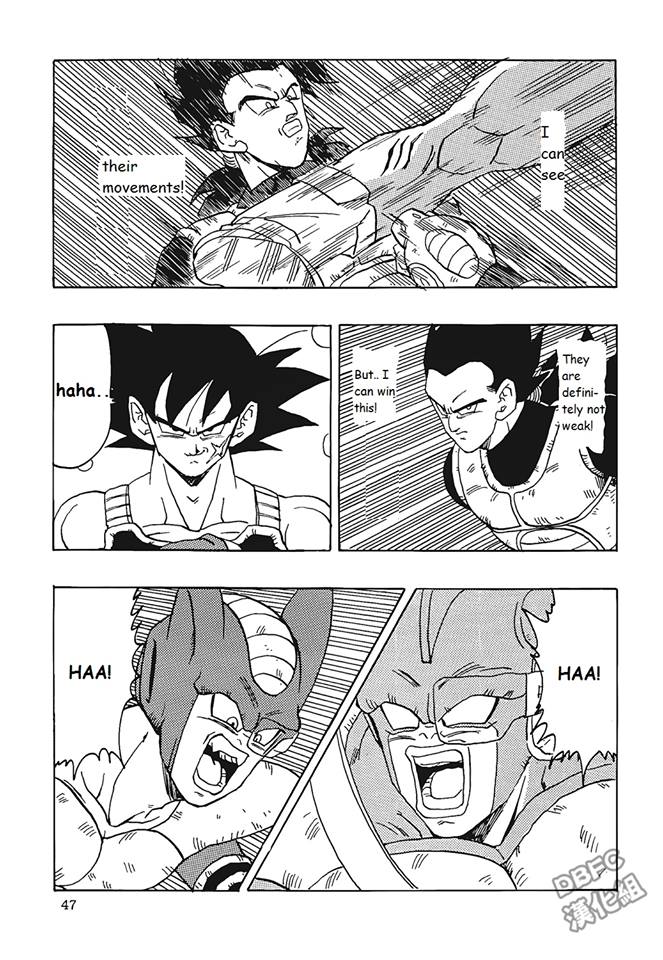 I
can
see
their
movements!
They
are
defini-
tely not
weak!
But.. I
can win
this!
haha..
HAA!
HAA!
47
DBFC
漢化組